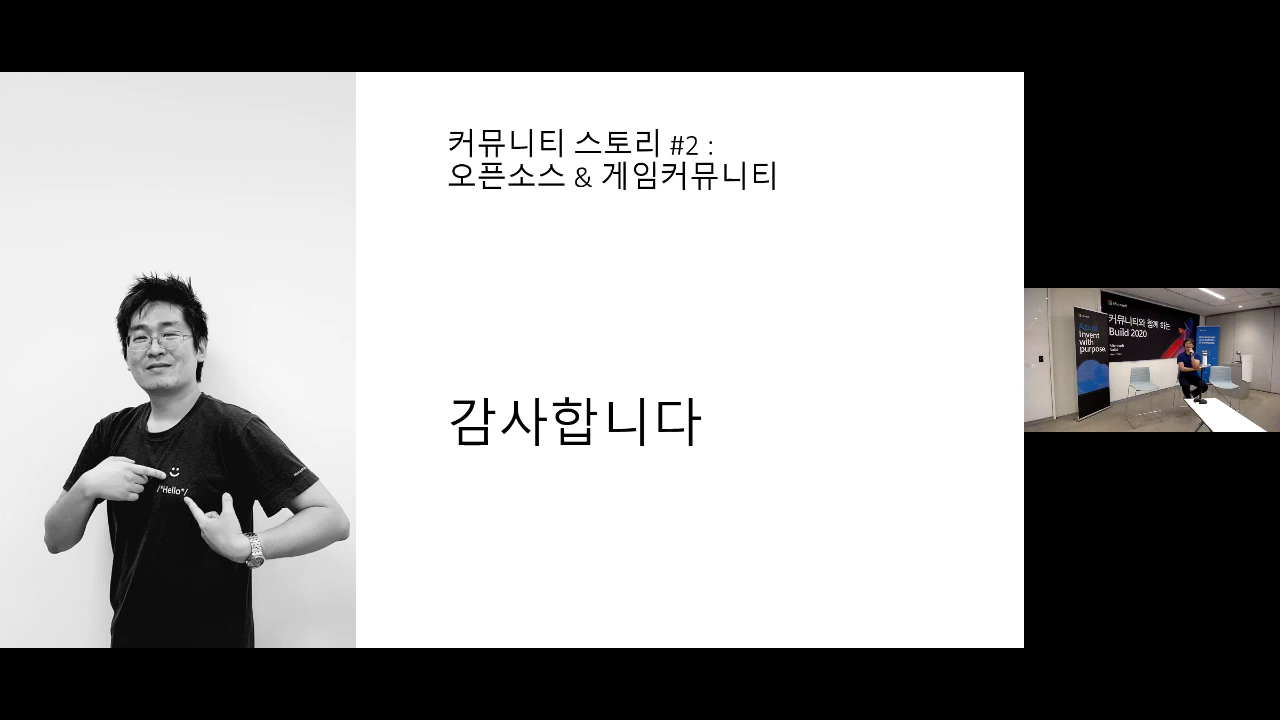 커뮤니티 스토리 #2 :
오픈소스 & 게임커뮤니티
감사합니다
/*Hello*/
Microsoft
커뮤니티와 함께 하는
Build 2020
Azure.
Invent
with
purpose.